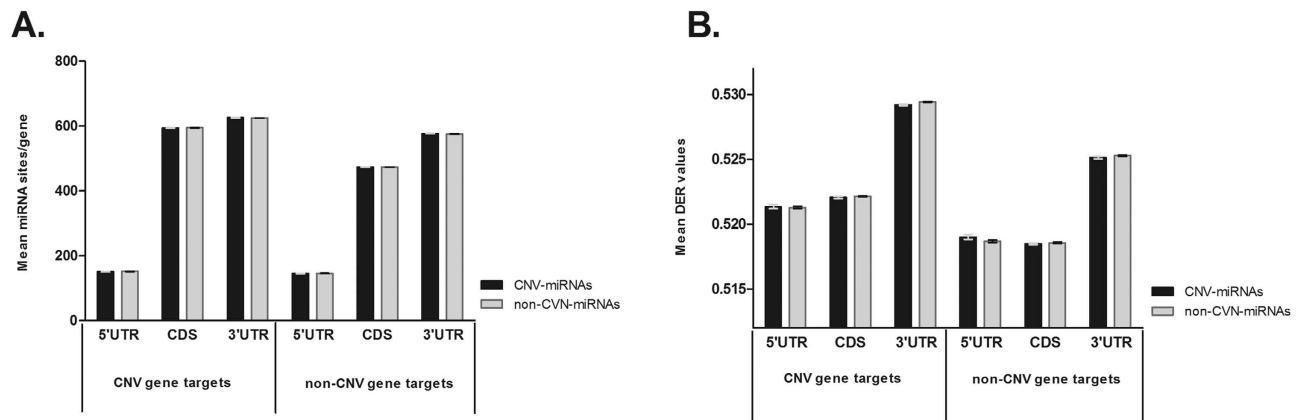 A.
Mean miRNA sites/gene
800
600
400
200
0
5'UTR CDS 3'UTR 5'UTR CDS 3'UTR
CNV gene targets non-CNV gene targets
CNV-miRNAs
non-CVN-miRNAs
B.
Mean DER values
0.530
0.525
0.520
0.515
5'UTR CDS 3'UTR 5'UTR CDS 3'UTR
CNV gene targets non-CNV gene targets
CNV-miRNAs
non-CVN-miRNAs